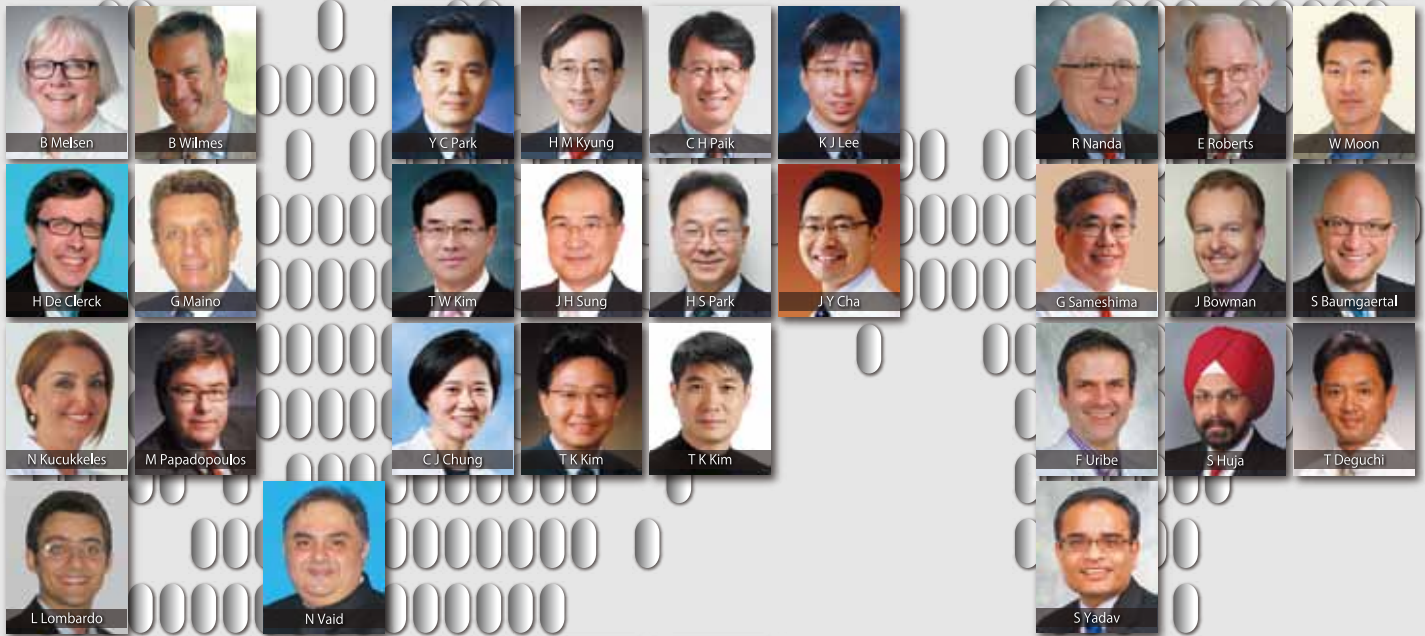 B Melsen
B Wilmes
Y C Park
H M Kyung
C H Paik
K J Lee
R Nanda
E Roberts
W Moon
H De Clerck
G Maino
T W Kim
J H Sung
H S Park
J Y Cha
G Sameshima
J Bowman
S Baumgaertal
N Kucukkeles
M Papadopoulos
C J Chung
T K Kim
T K Kim
F Uribe
S Huja
T Deguchi
L Lombardo
N Vaid
S Yadav